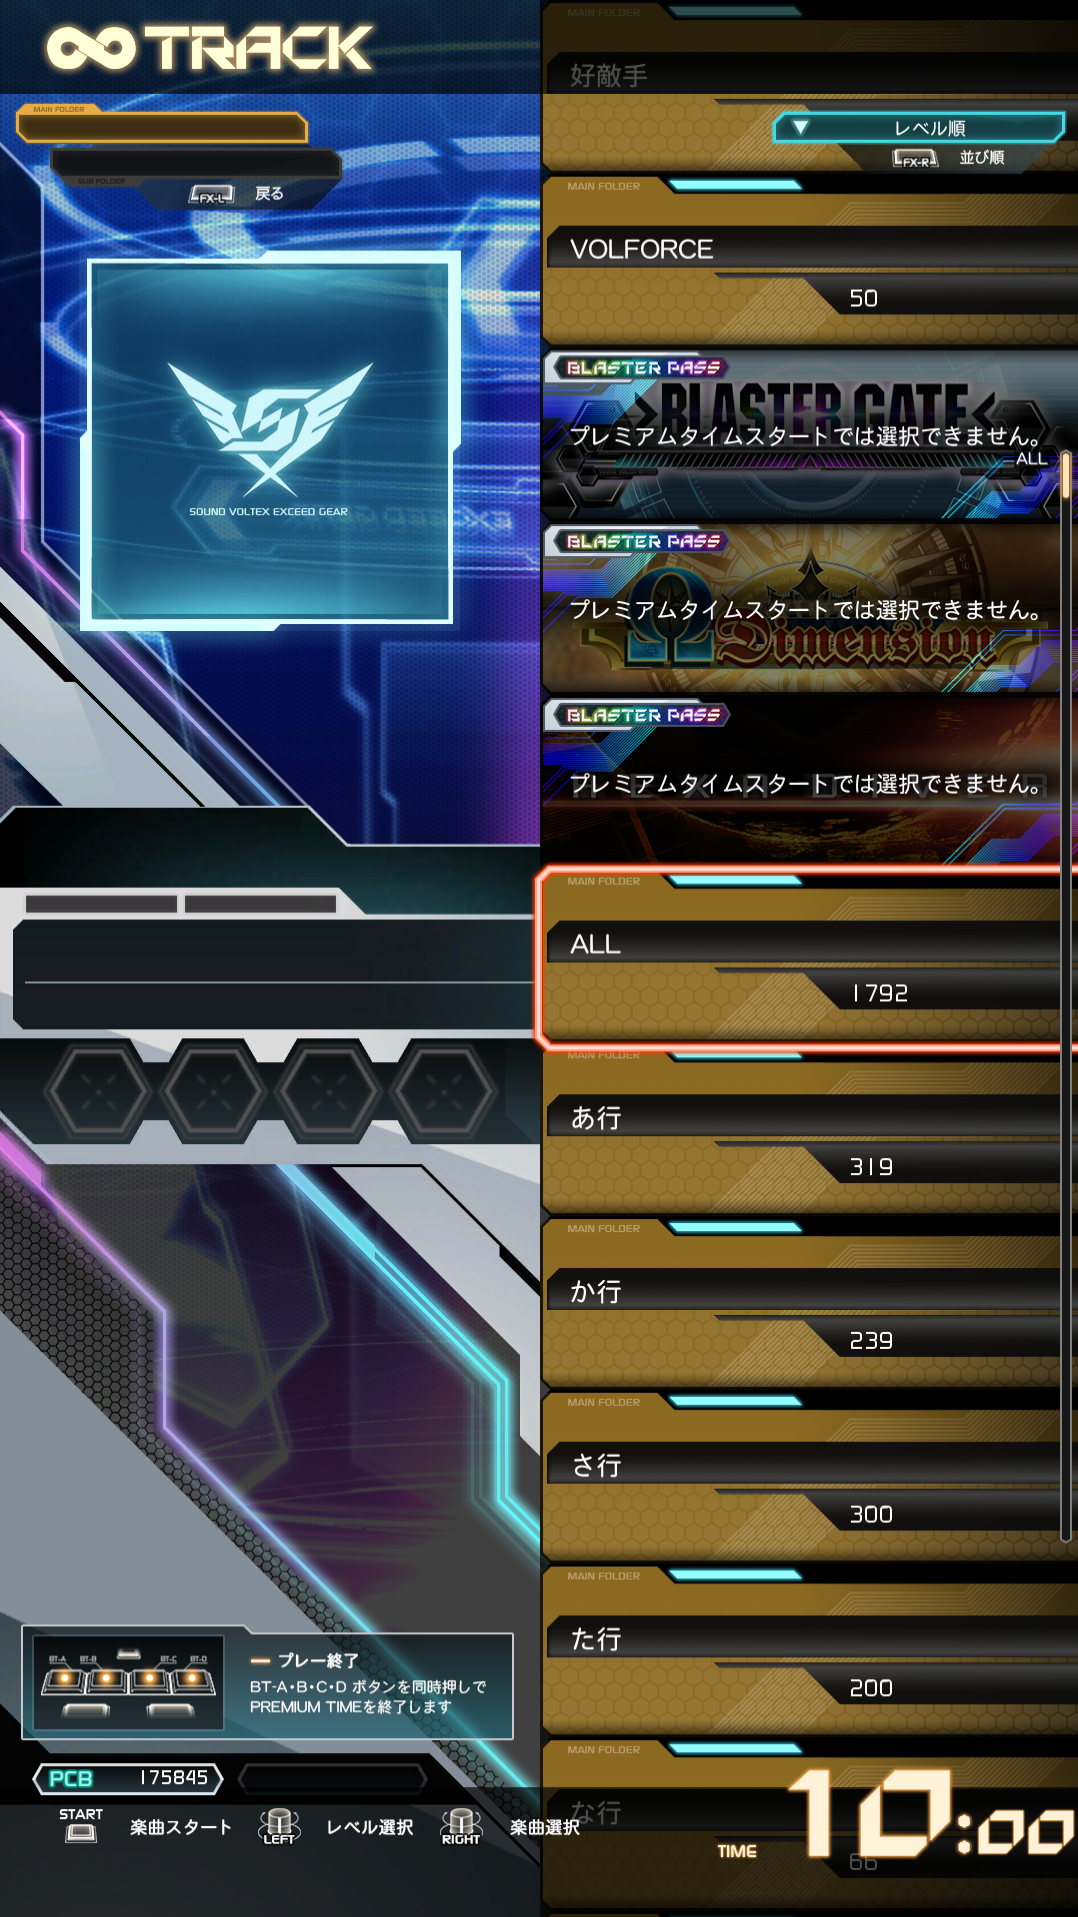 ∞TRACK
MAIN FOLDER
SUB FOLDER
FX-L 戻る
SOUND VOLTEX EXCEED GEAR
MAIN FOLDER
好敵手
レベル順
FX-R 並び順
MAIN FOLDER
VOLFORCE
50
BLASTER PASS
BLASTER GATE
プレミアムタイムスタートでは選択できません。
ALL
BLASTER PASS
プレミアムタイムスタートでは選択できません。
Ω Dimension
BLASTER PASS
プレミアムタイムスタートでは選択できません。
MAIN FOLDER
ALL
1792
MAIN FOLDER
あ行
319
MAIN FOLDER
か行
239
MAIN FOLDER
さ行
300
MAIN FOLDER
た行
200
MAIN FOLDER
な行
66
BT-A BT-B BT-C BT-D
プレー終了
BT-A・B・C・D ボタンを同時押しで
PREMIUM TIMEを終了します
PCB 175845
START 楽曲スタート
LEFT レベル選択
RIGHT 楽曲選択
TIME 10:00